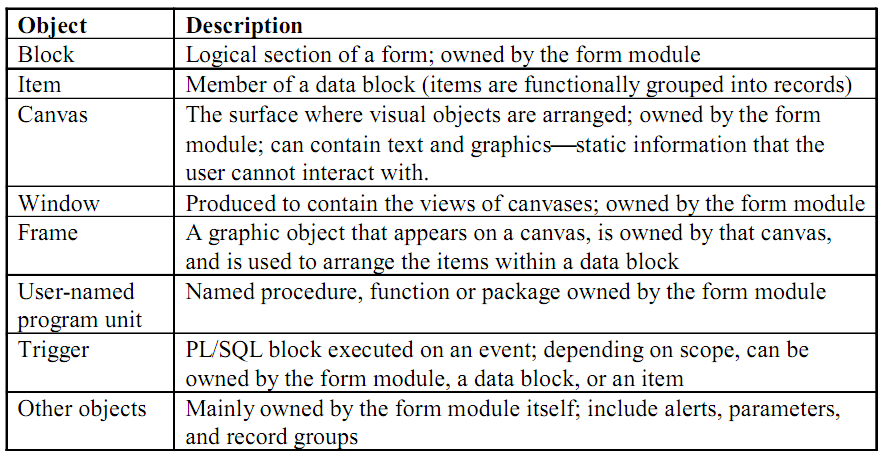 Object Description
Block Logical section of a form; owned by the form module
Item Member of a data block (items are functionally grouped into records)
Canvas The surface where visual objects are arranged; owned by the form
module; can contain text and graphics—static information that the
user cannot interact with.
Window Produced to contain the views of canvases; owned by the form module
Frame A graphic object that appears on a canvas, is owned by that canvas,
and is used to arrange the items within a data block
User-named Named procedure, function or package owned by the form module
program unit
Trigger PL/SQL block executed on an event; depending on scope, can be
owned by the form module, a data block, or an item
Other objects Mainly owned by the form module itself; include alerts, parameters,
and record groups